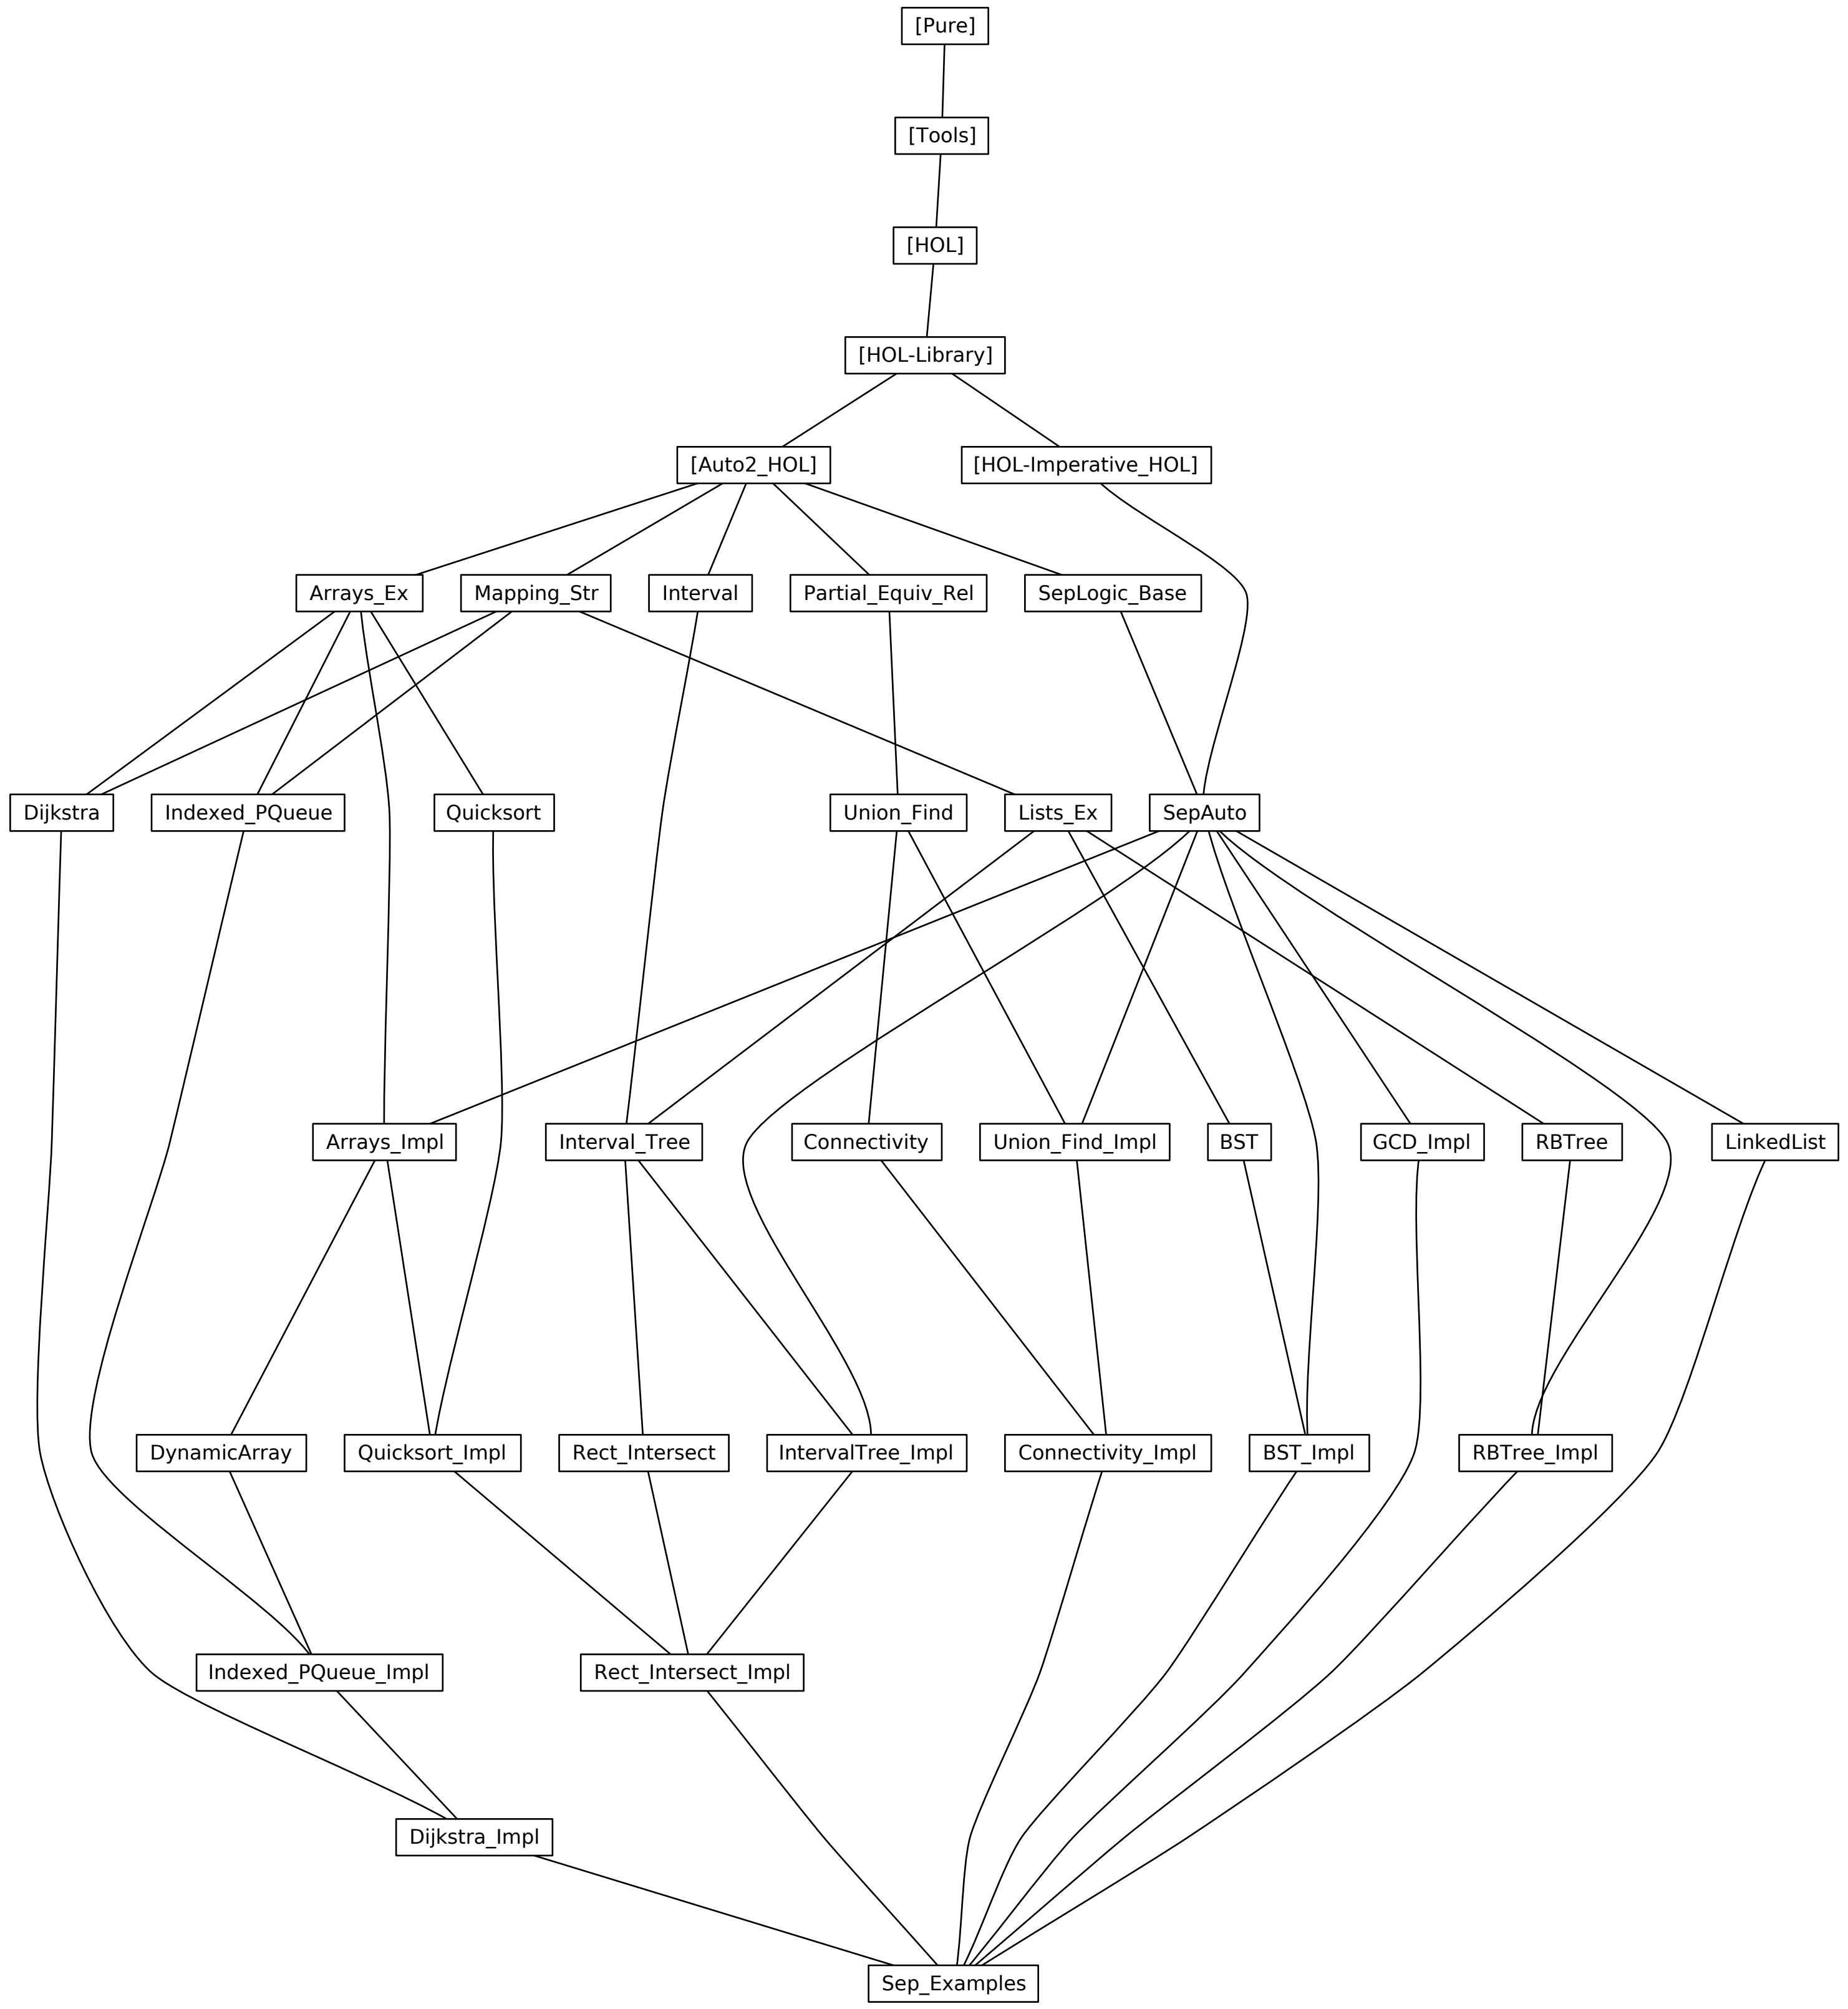 [Pure]
[Tools]
[HOL]
[HOL-Library]
[Auto2_HOL]
[HOL-Imperative_HOL]
Arrays_Ex
Mapping_Str
Interval
Partial_Equiv_Rel
SepLogic_Base
Dijkstra
Indexed_PQueue
Quicksort
Union_Find
Lists_Ex
SepAuto
Arrays_Impl
Interval_Tree
Connectivity
Union_Find_Impl
BST
GCD_Impl
RBTree
LinkedList
DynamicArray
Quicksort_Impl
Rect_Intersect
IntervalTree_Impl
Connectivity_Impl
BST_Impl
RBTree_Impl
Indexed_PQueue_Impl
Rect_Intersect_Impl
Dijkstra_Impl
Sep_Examples